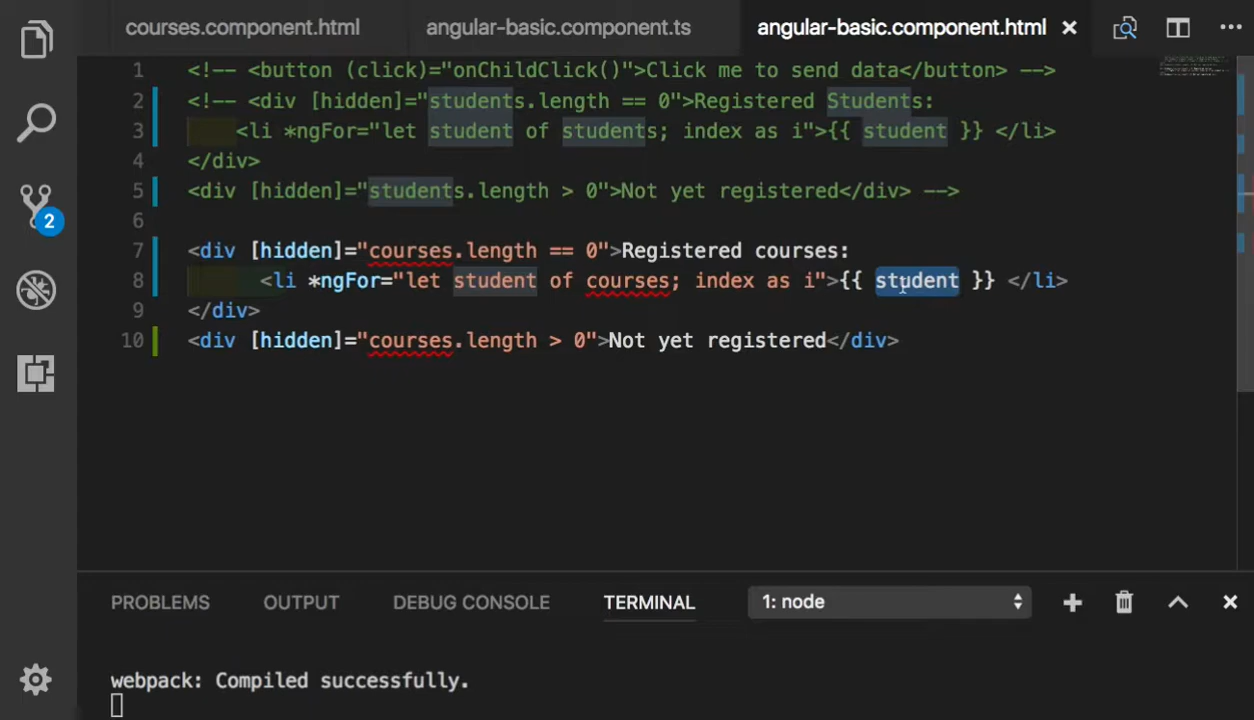 courses.component.html angular-basic.component.ts angular-basic.component.html
1 <!-- <button (click)="onChildClick()">Click me to send data</button> -->
2 <!-- <div [hidden]="students.length == 0">Registered Students:
3 <li *ngFor="let student of students; index as i">{{ student }} </li>
4 </div>
5 <div [hidden]="students.length > 0">Not yet registered</div> -->
6
7 <div [hidden]="courses.length == 0">Registered courses:
8 <li *ngFor="let student of courses; index as i">{{ student }} </li>
9 </div>
10 <div [hidden]="courses.length > 0">Not yet registered</div>
2
PROBLEMS OUTPUT DEBUG CONSOLE TERMINAL 1: node
webpack: Compiled successfully.